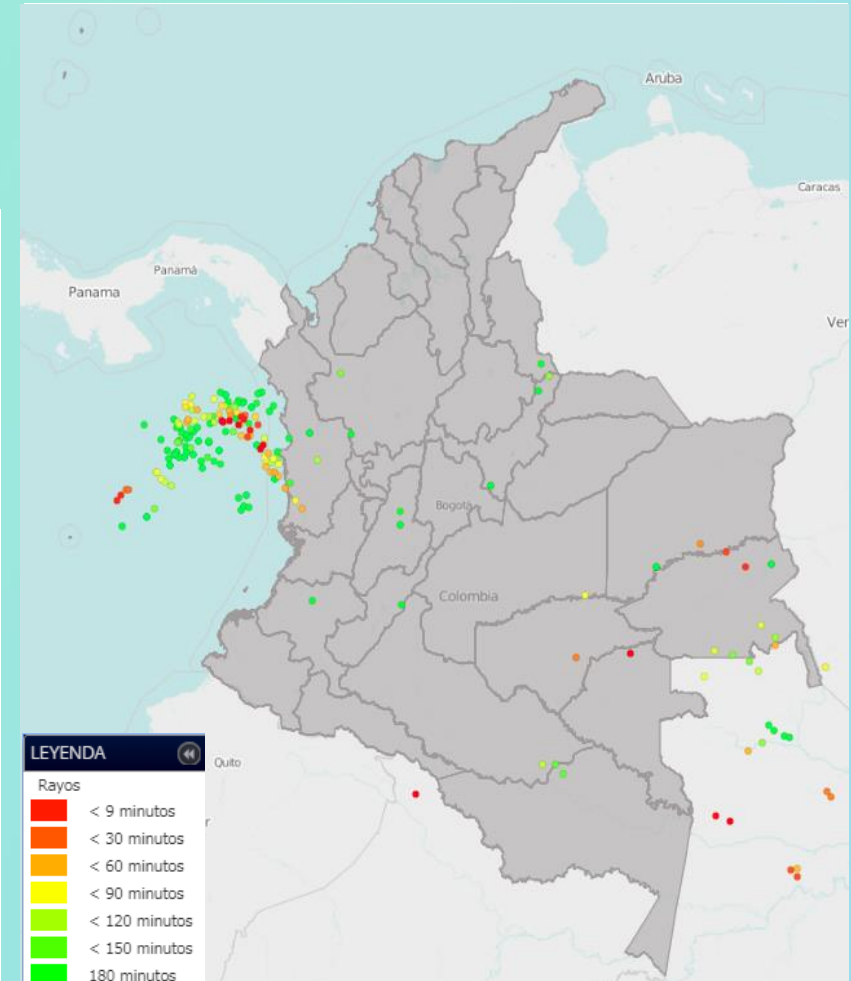 Aruba
Caracas
Panamá
Panama
Ver
Bogotá
Colombia
Quito
r
LEYENDA
Rayos
< 9 minutos
< 30 minutos
< 60 minutos
< 90 minutos
< 120 minutos
< 150 minutos
180 minutos